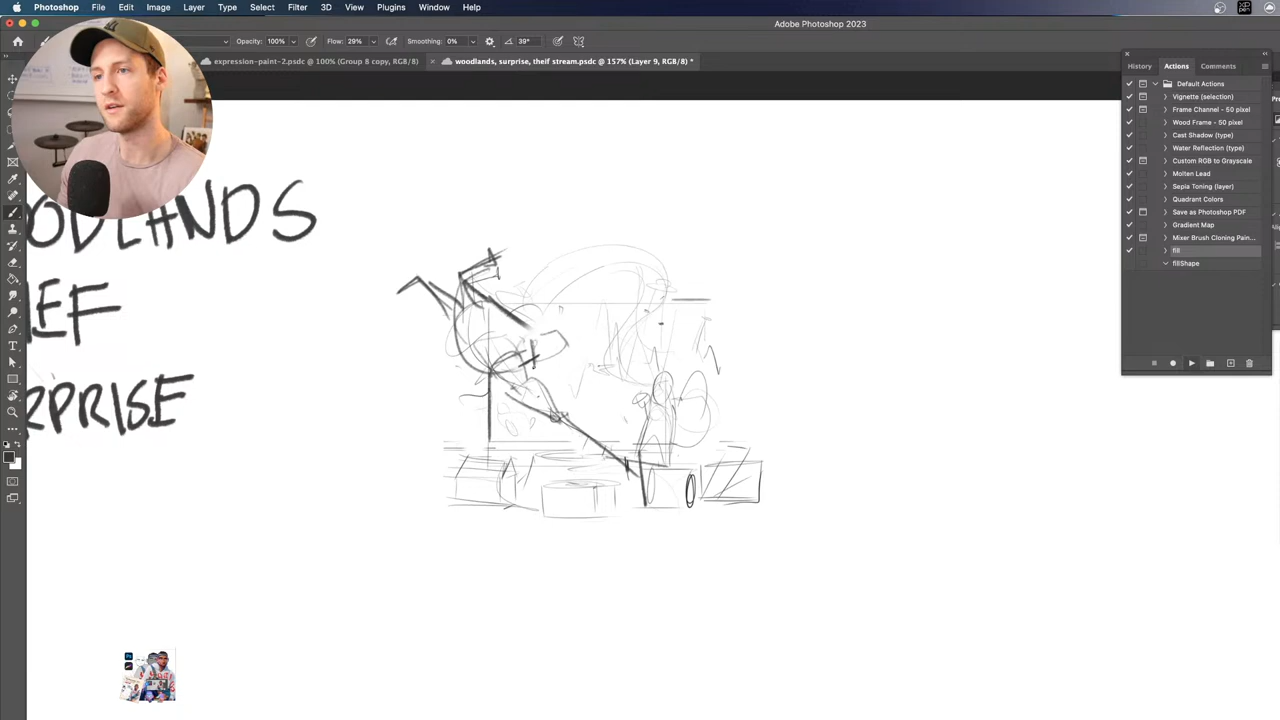 Photoshop File Edit Image Layer Type Select Filter 3D View Plugins Window Help
Adobe Photoshop 2023
Opacity: 100% Flow: 29% Smoothing: 0% 39°
expression-paint-2.psdc @ 100% (Group 8 copy, RGB/8)
woodlands, surprise, theif stream.psdc @ 157% (Layer 9, RGB/8) *
History Actions Comments
Default Actions
Vignette (selection)
Frame Channel - 50 pixel
Wood Frame - 50 pixel
Cast Shadow (type)
Water Reflection (type)
Custom RGB to Grayscale
Molten Lead
Sepia Toning (layer)
Quadrant Colors
Save as Photoshop PDF
Gradient Map
Mixer Brush Cloning Pain...
fill
fillShape
ODLANDS
IEF
RPRISE
Ps